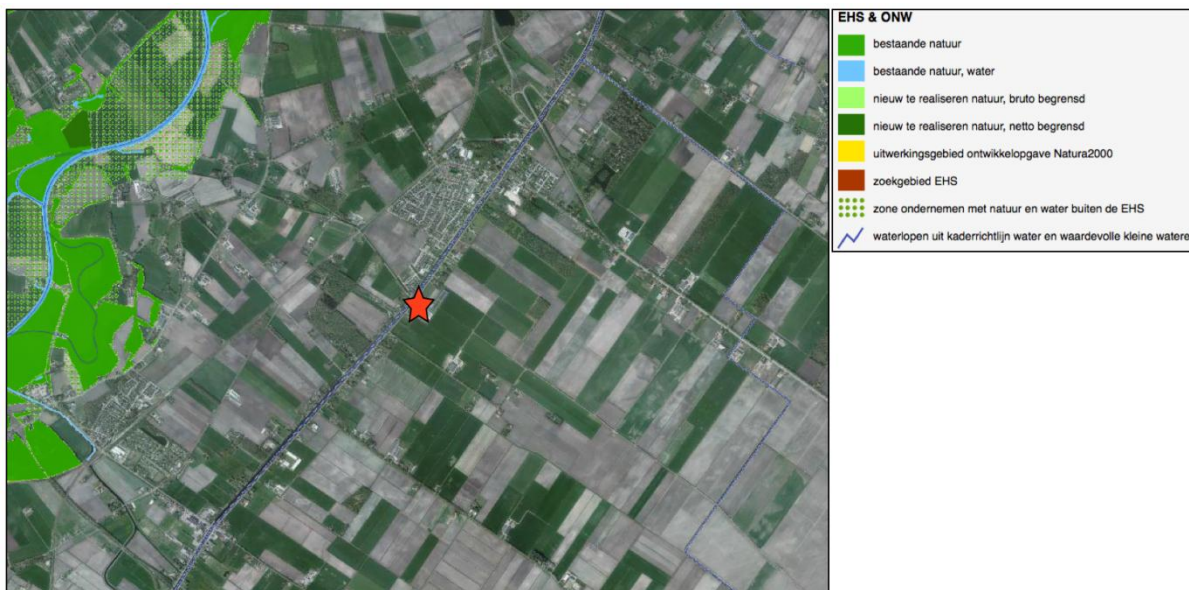 EHS & ONW
bestaande natuur
bestaande natuur, water
nieuw te realiseren natuur, bruto begrensd
nieuw te realiseren natuur, netto begrensd
uitwerkingsgebied ontwikkelopgave Natura2000
zoekgebied EHS
zone ondernemen met natuur en water buiten de EHS
waterlopen uit kaderrichtlijn water en waardevolle kleine watere